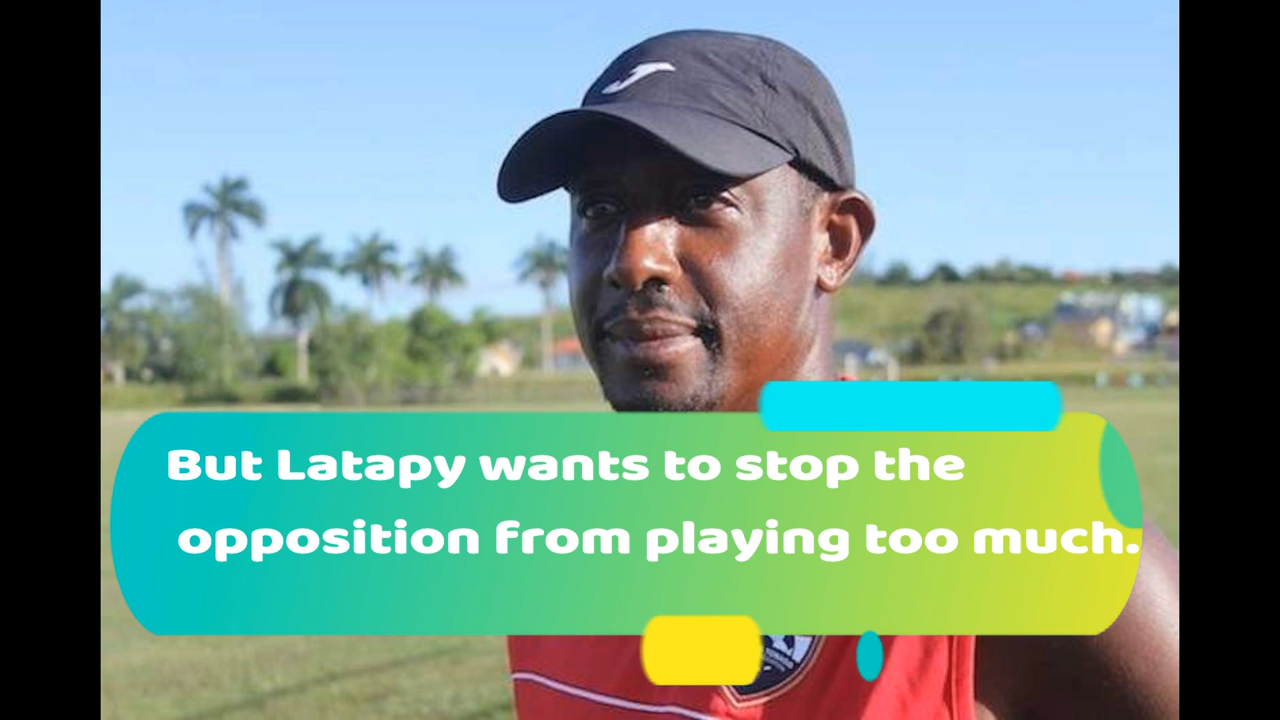 But Latapy wants to stop the
opposition from playing too much.